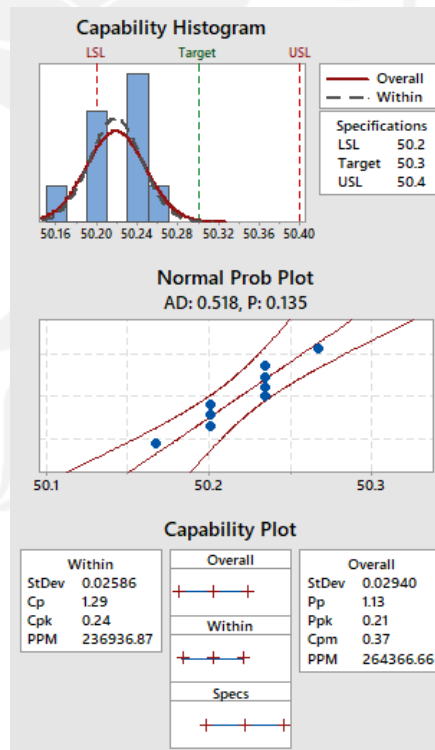 Capability Histogram
LSL Target USL
Overall
Within
Specifications
LSL 50.2
Target 50.3
USL 50.4
50.16 50.20 50.24 50.28 50.32 50.36 50.40
Normal Prob Plot
AD: 0.518, P: 0.135
50.1 50.2 50.3
Capability Plot
Within
StDev 0.02586
Cp 1.29
Cpk 0.24
PPM 236936.87
Overall
Within
Specs
Overall
StDev 0.02940
Pp 1.13
Ppk 0.21
Cpm 0.37
PPM 264366.66